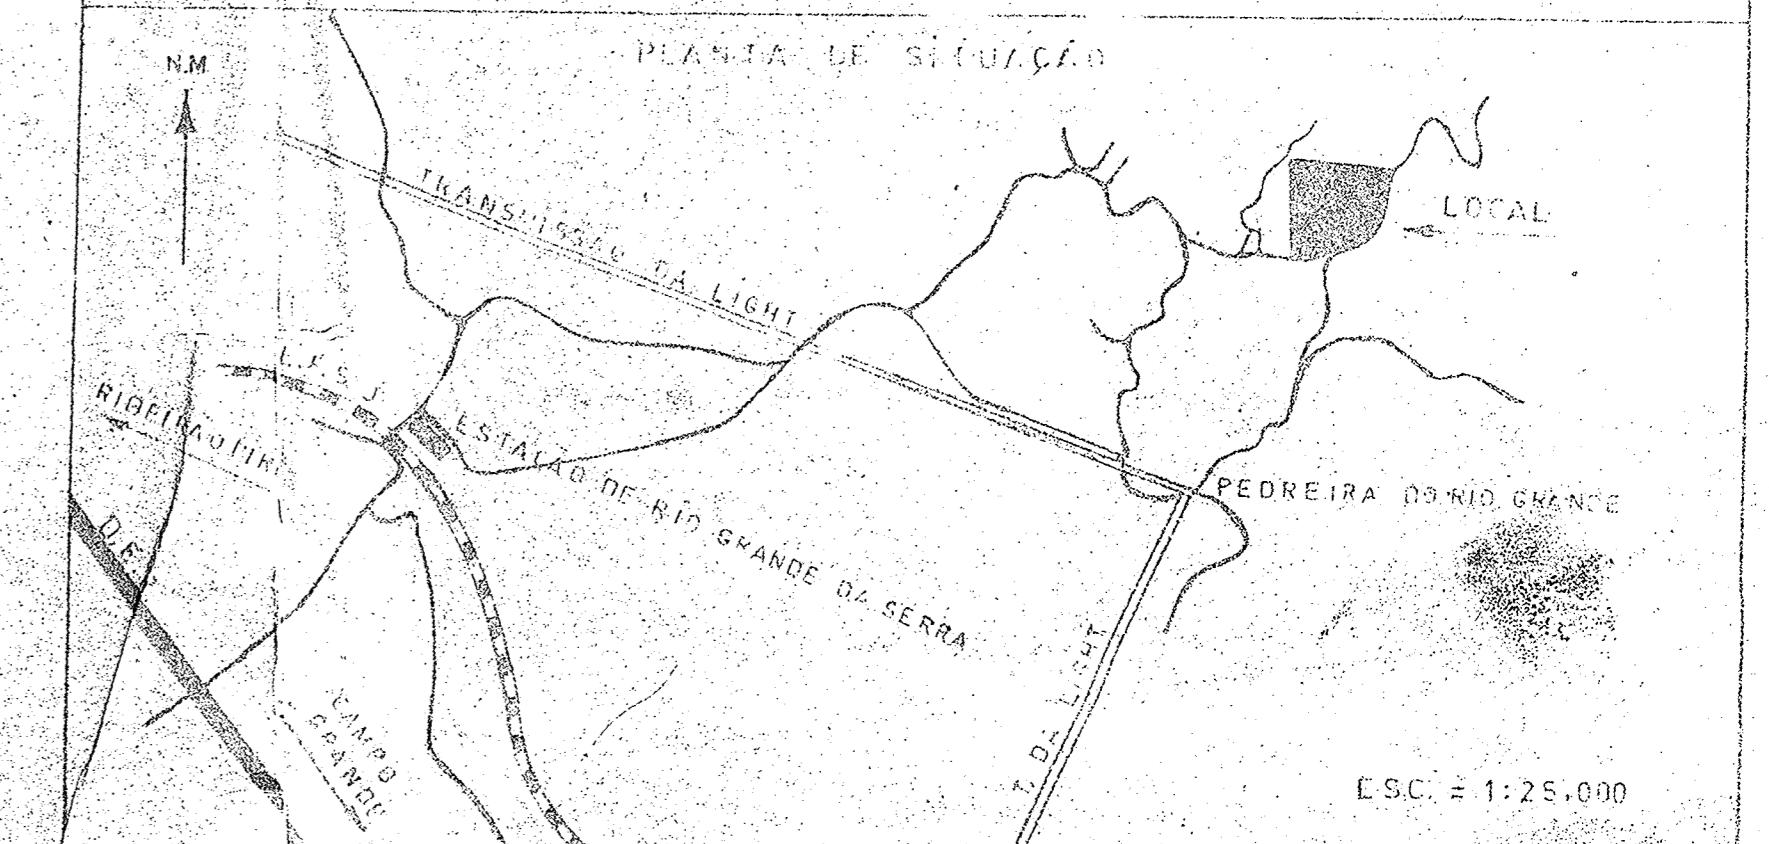 PLANTA DE SITUAÇÃO
N.M
TRANSMISSÃO DA LIGHT
LOCAL
RIBEIRÃO PIR
ESTAÇÃO DE RIO GRANDE DA SERRA
PEDREIRA DO RIO GRANDE
CAMPO
GRANDE
T. DA LIGHT
ESC. = 1:25.000